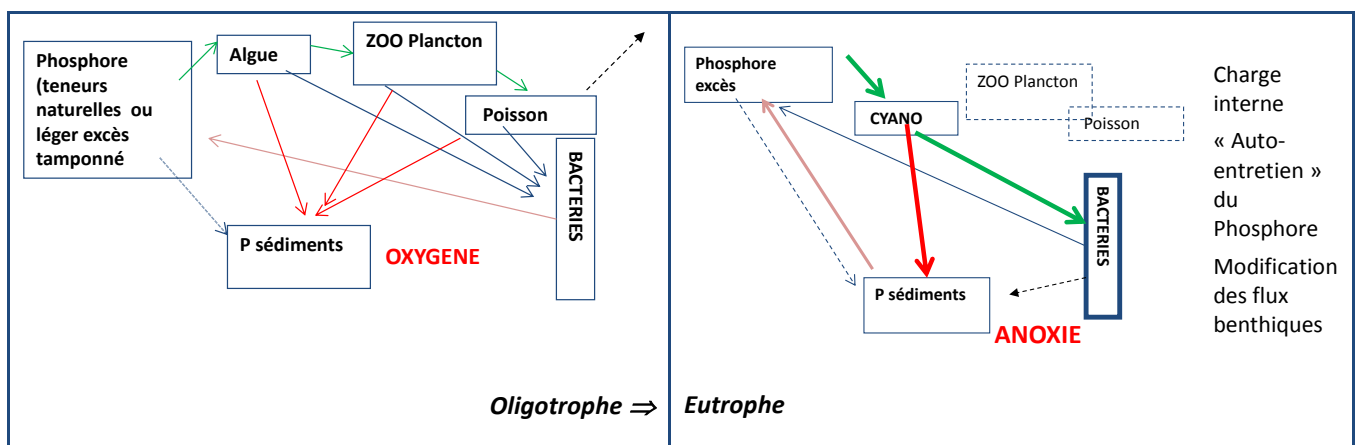 Phosphore
(teneurs
naturelles ou
léger excès
tamponné
Algue
ZOO Plancton
Poisson
BACTERIES
P sédiments
OXYGENE
Oligotrophe ⇒
Phosphore
excès
CYANO
ZOO Plancton
Poisson
BACTERIES
P sédiments
ANOXIE
Eutrophe
Charge
interne
« Auto-
entretien »
du
Phosphore
Modification
des flux
benthiques